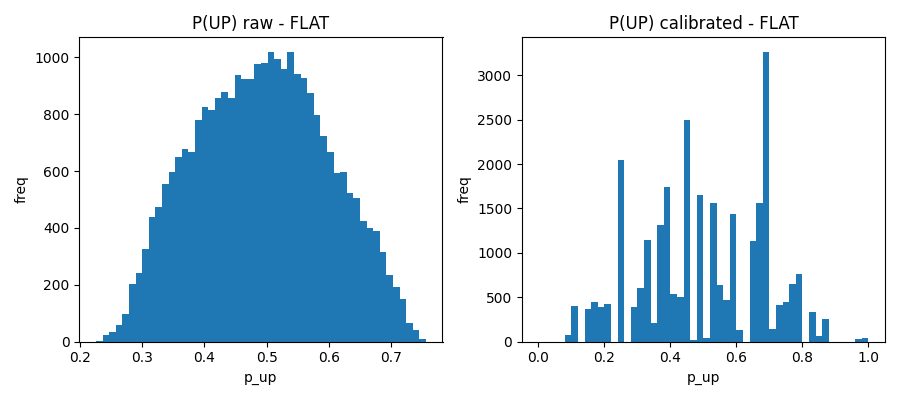 P(UP) raw - FLAT
1000
800
600
400
200
0
freq
0.2 0.3 0.4 0.5 0.6 0.7
p_up
P(UP) calibrated - FLAT
3000
2500
2000
1500
1000
500
0
freq
0.0 0.2 0.4 0.6 0.8 1.0
p_up